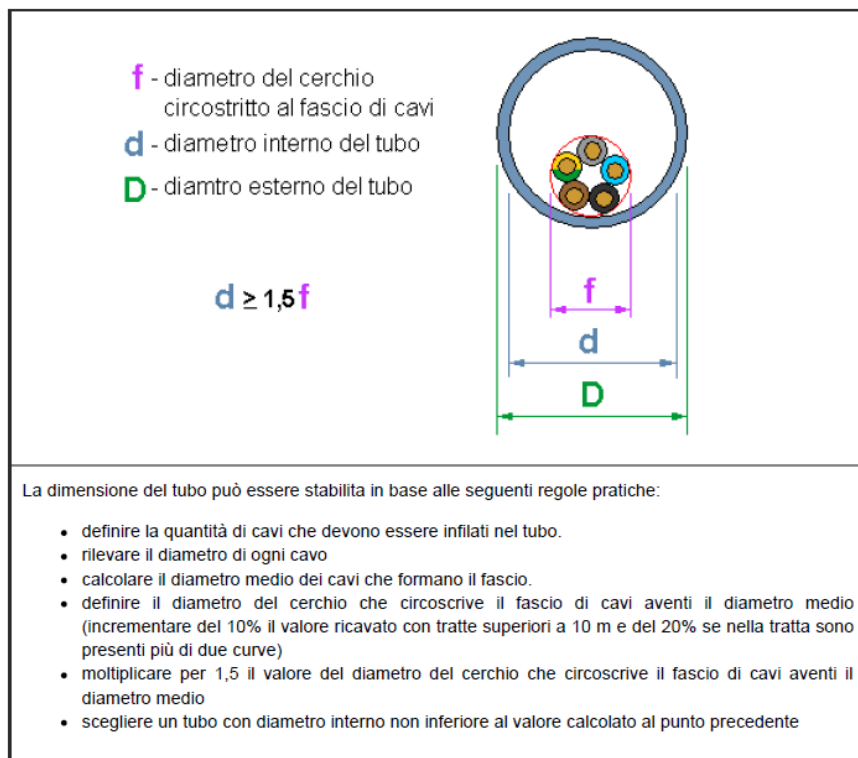 f - diametro del cerchio
circostritto al fascio di cavi
d - diametro interno del tubo
D - diamtro esterno del tubo
d ≥ 1,5 f
f
d
D
La dimensione del tubo può essere stabilita in base alle seguenti regole pratiche:
• definire la quantità di cavi che devono essere infilati nel tubo.
• rilevare il diametro di ogni cavo
• calcolare il diametro medio dei cavi che formano il fascio.
• definire il diametro del cerchio che circoscrive il fascio di cavi aventi il diametro medio
(incrementare del 10% il valore ricavato con tratte superiori a 10 m e del 20% se nella tratta sono
presenti più di due curve)
• moltiplicare per 1,5 il valore del diametro del cerchio che circoscrive il fascio di cavi aventi il
diametro medio
• scegliere un tubo con diametro interno non inferiore al valore calcolato al punto precedente